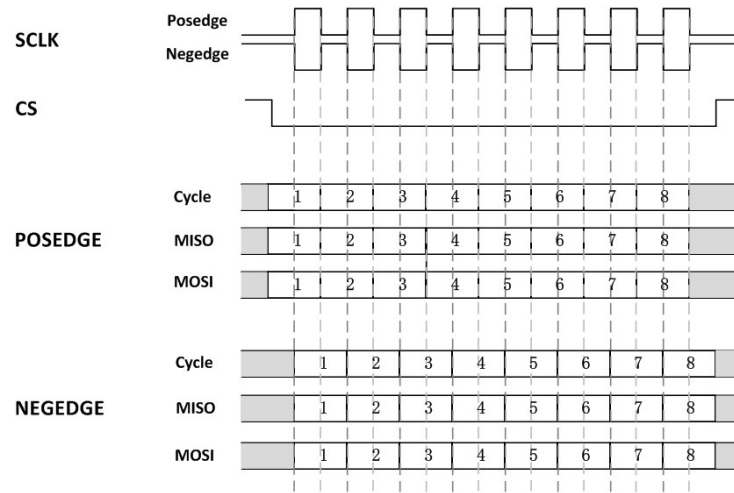 Posedge
SCLK
Negedge
CS
Cycle 1 2 3 4 5 6 7 8
POSEDGE MISO 1 2 3 4 5 6 7 8
MOSI 1 2 3 4 5 6 7 8
Cycle 1 2 3 4 5 6 7 8
NEGEDGE MISO 1 2 3 4 5 6 7 8
MOSI 1 2 3 4 5 6 7 8